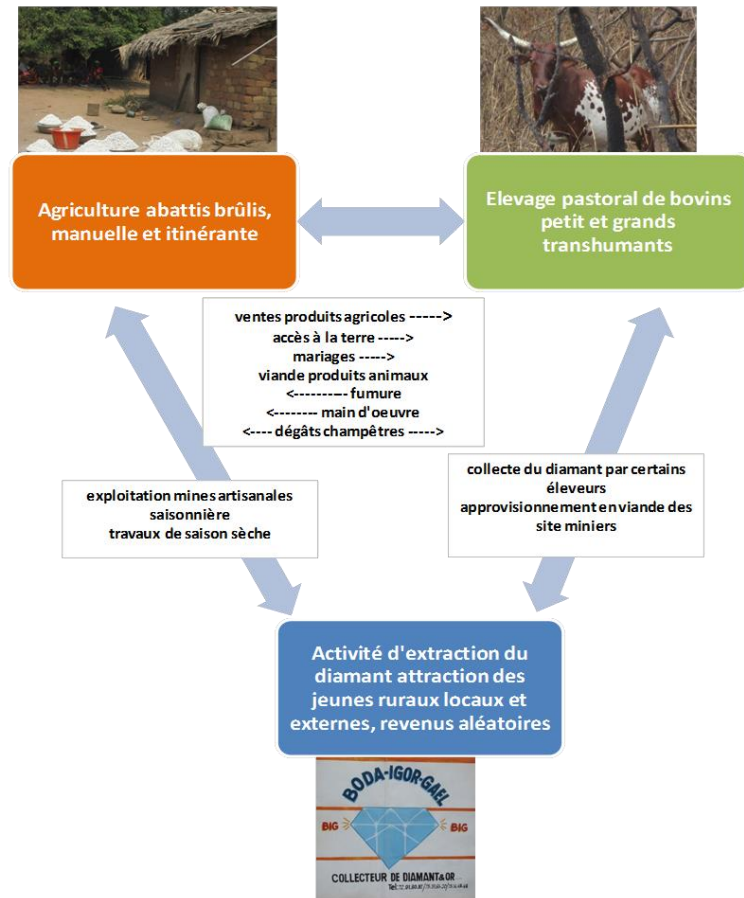 Agriculture abattis brûlis,
manuelle et itinérante
Elevage pastoral de bovins
petit et grands
transhumants
ventes produits agricoles ----->
accès à la terre ----->
mariages ----->
viande produits animaux
<---------- fumure
<-------- main d'oeuvre
<---- dégâts champêtres ----->
exploitation mines artisanales
saisonnière
travaux de saison sèche
collecte du diamant par certains
éleveurs
approvisionnement en viande des
site miniers
Activité d'extraction du
diamant attraction des
jeunes ruraux locaux et
externes, revenus aléatoires
BODA-IGOR-GAEL
BIG BIG
COLLECTEUR DE DIAMANT&OR
Tel: